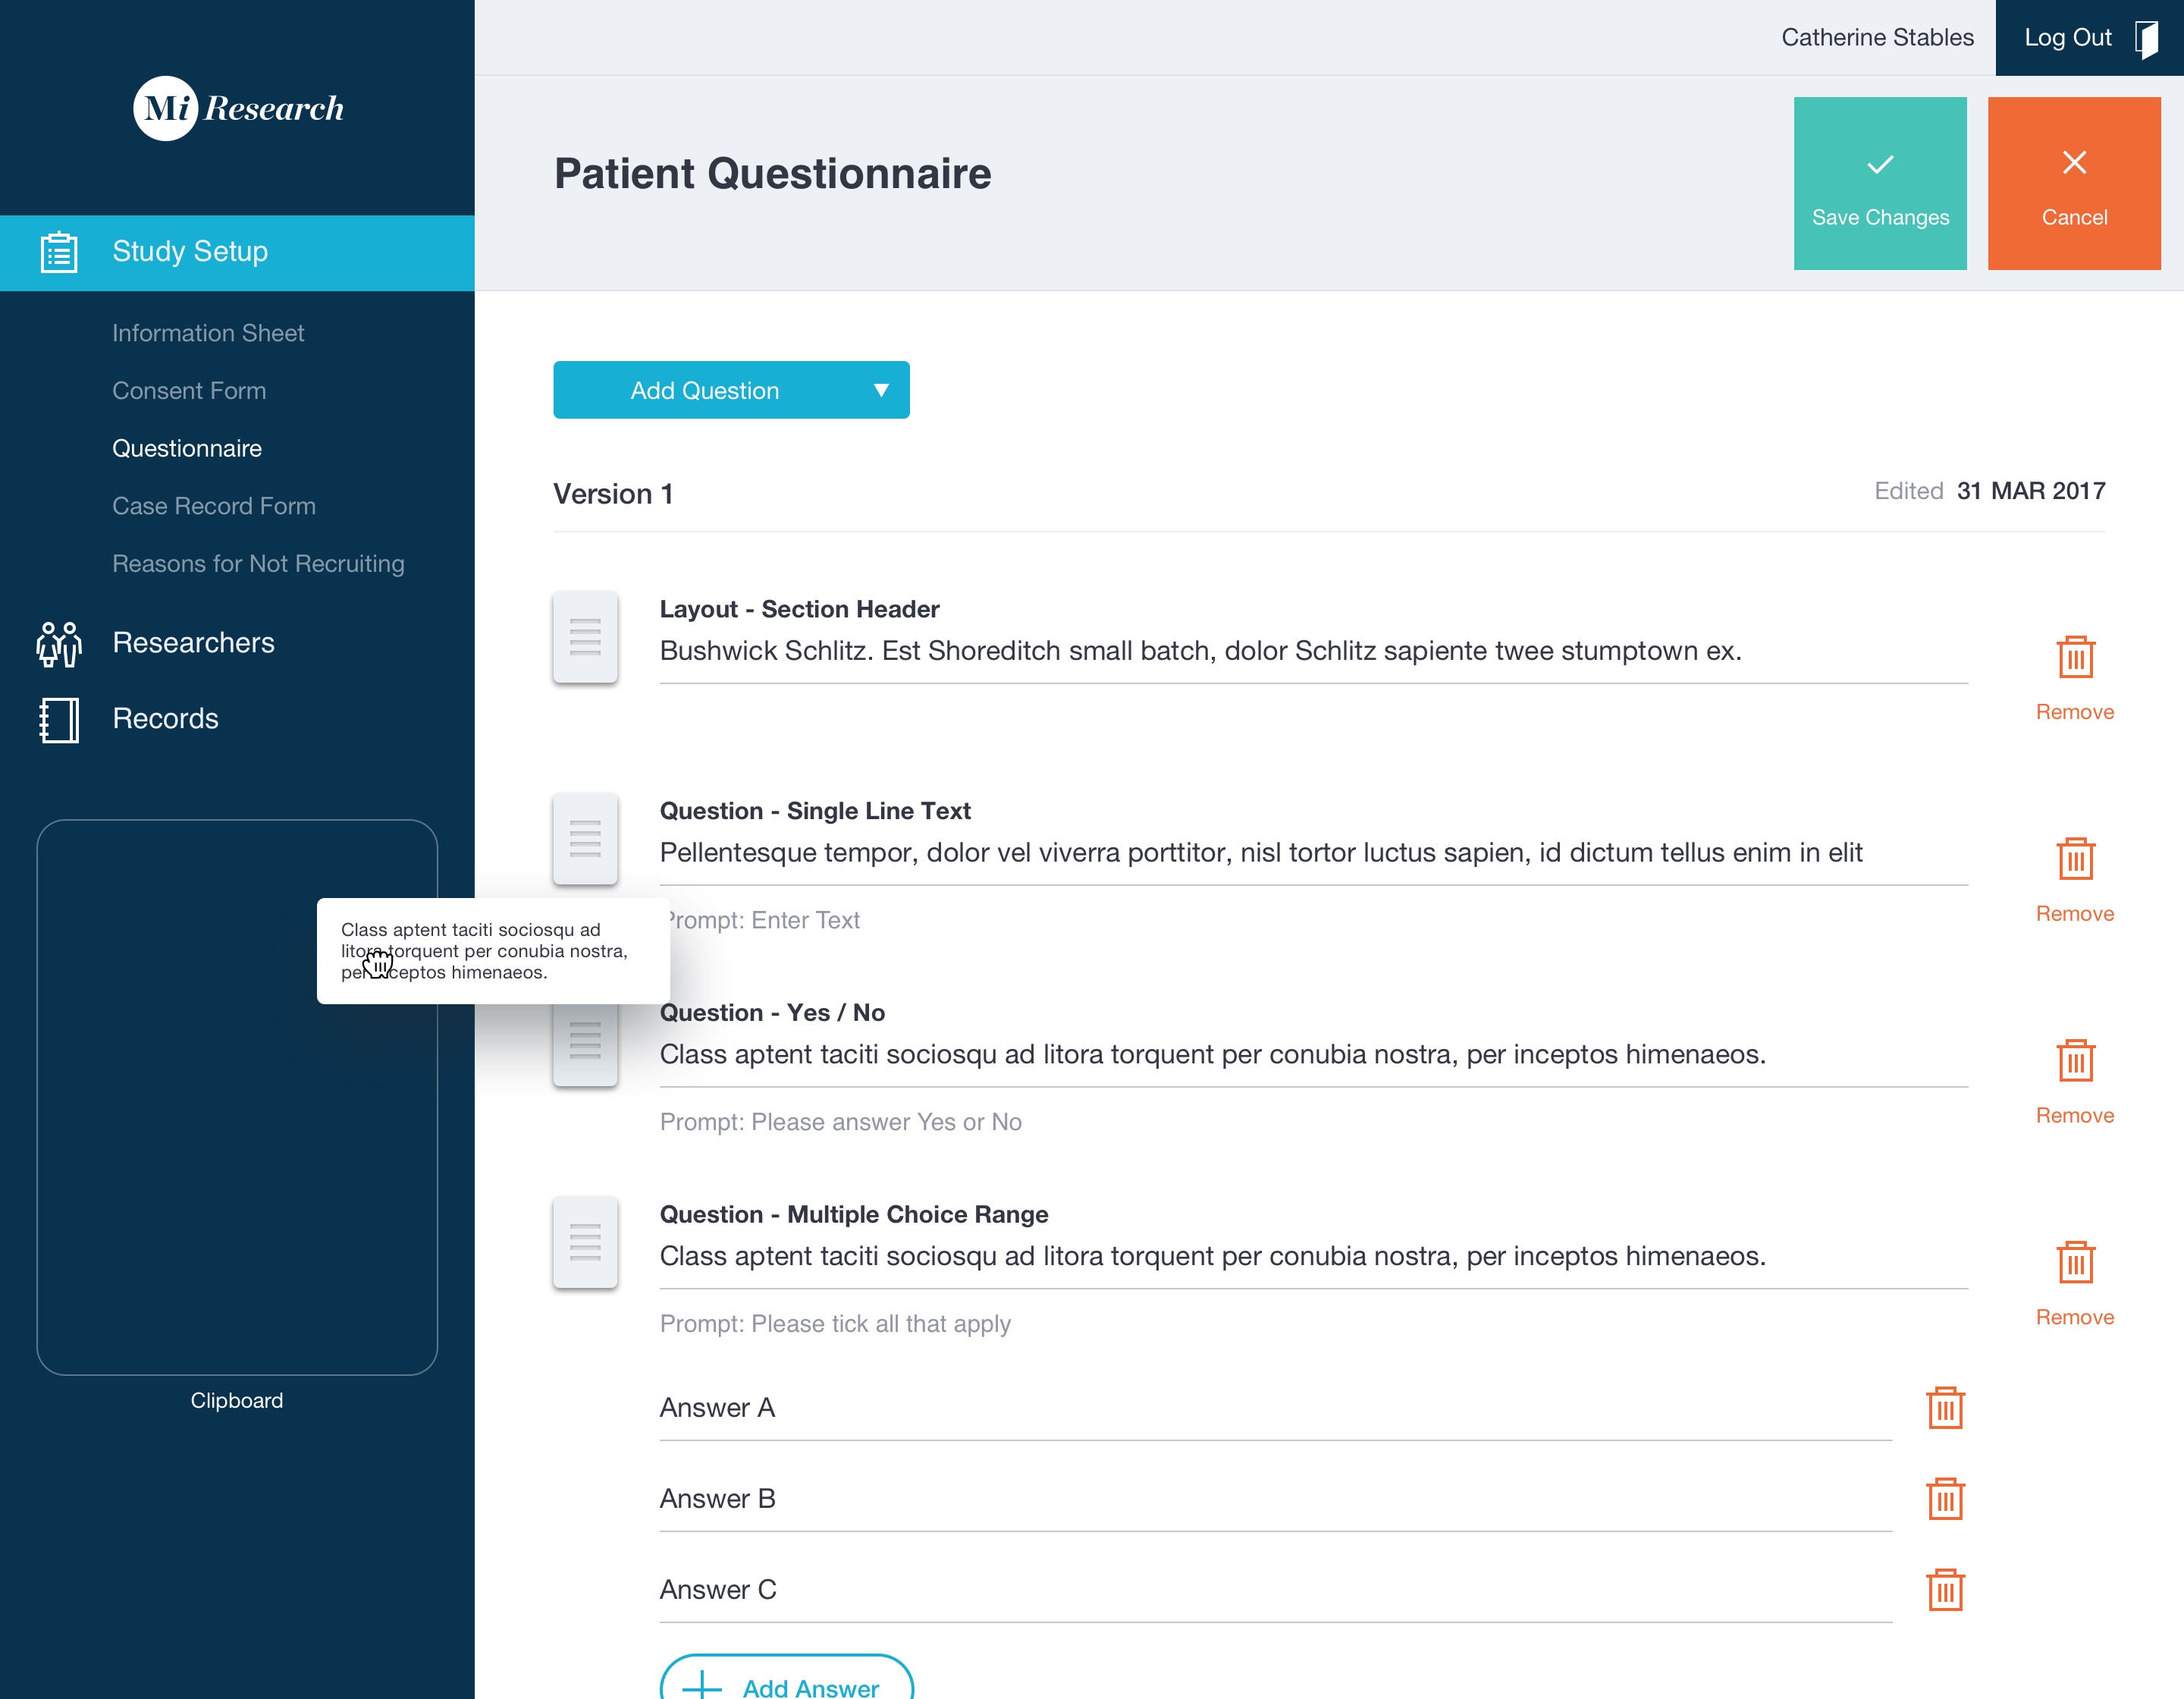 Catherine Stables
Log Out
Mi Research
Patient Questionnaire
Save Changes
Cancel
Study Setup
Information Sheet
Consent Form
Questionnaire
Case Record Form
Reasons for Not Recruiting
Researchers
Records
Clipboard
Add Question
Version 1
Edited 31 MAR 2017
Layout - Section Header
Bushwick Schlitz. Est Shoreditch small batch, dolor Schlitz sapiente twee stumptown ex.
Remove
Question - Single Line Text
Pellentesque tempor, dolor vel viverra porttitor, nisl tortor luctus sapien, id dictum tellus enim in elit
Prompt: Enter Text
Remove
Class aptent taciti sociosqu ad
litora torquent per conubia nostra,
per inceptos himenaeos.
Question - Yes / No
Class aptent taciti sociosqu ad litora torquent per conubia nostra, per inceptos himenaeos.
Prompt: Please answer Yes or No
Remove
Question - Multiple Choice Range
Class aptent taciti sociosqu ad litora torquent per conubia nostra, per inceptos himenaeos.
Prompt: Please tick all that apply
Remove
Answer A
Answer B
Answer C
Add Answer